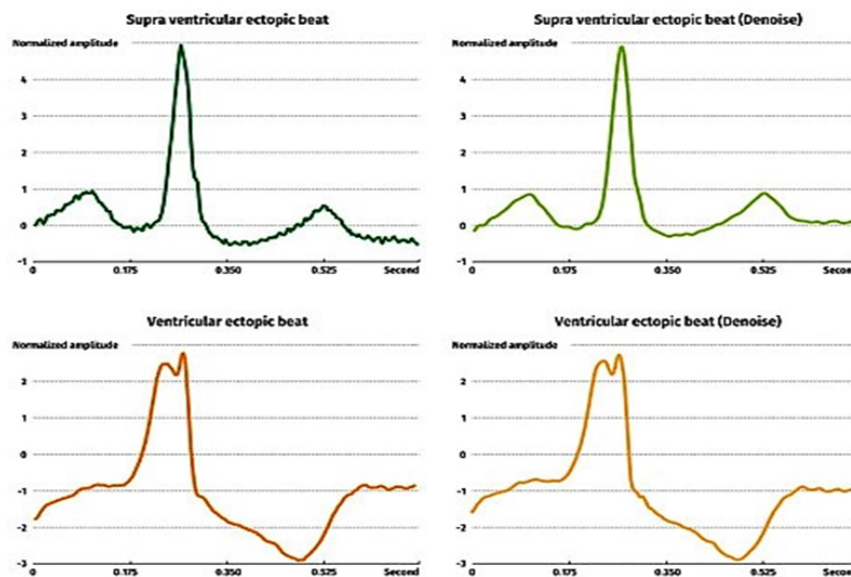 Supra ventricular ectopic beat
Normalized amplitude
4
3
2
1
0
-1
0 0.175 0.350 0.525 Second
Supra ventricular ectopic beat (Denoise)
Normalized amplitude
4
3
2
1
0
-1
0 0.175 0.350 0.525 Second
Ventricular ectopic beat
Normalized amplitude
2
1
0
-1
-2
-3
0 0.175 0.350 0.525 Second
Ventricular ectopic beat (Denoise)
Normalized amplitude
2
1
0
-1
-2
-3
0 0.175 0.350 0.525 Second